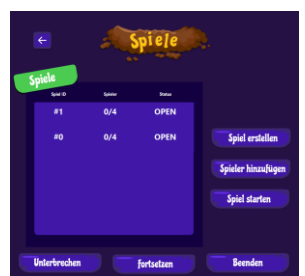 Spiele
Spiele
Spiel ID Spieler Status
#1 0/4 OPEN
#0 0/4 OPEN
Spiel erstellen
Spieler hinzufügen
Spiel starten
Unterbrechen fortsetzen Beenden